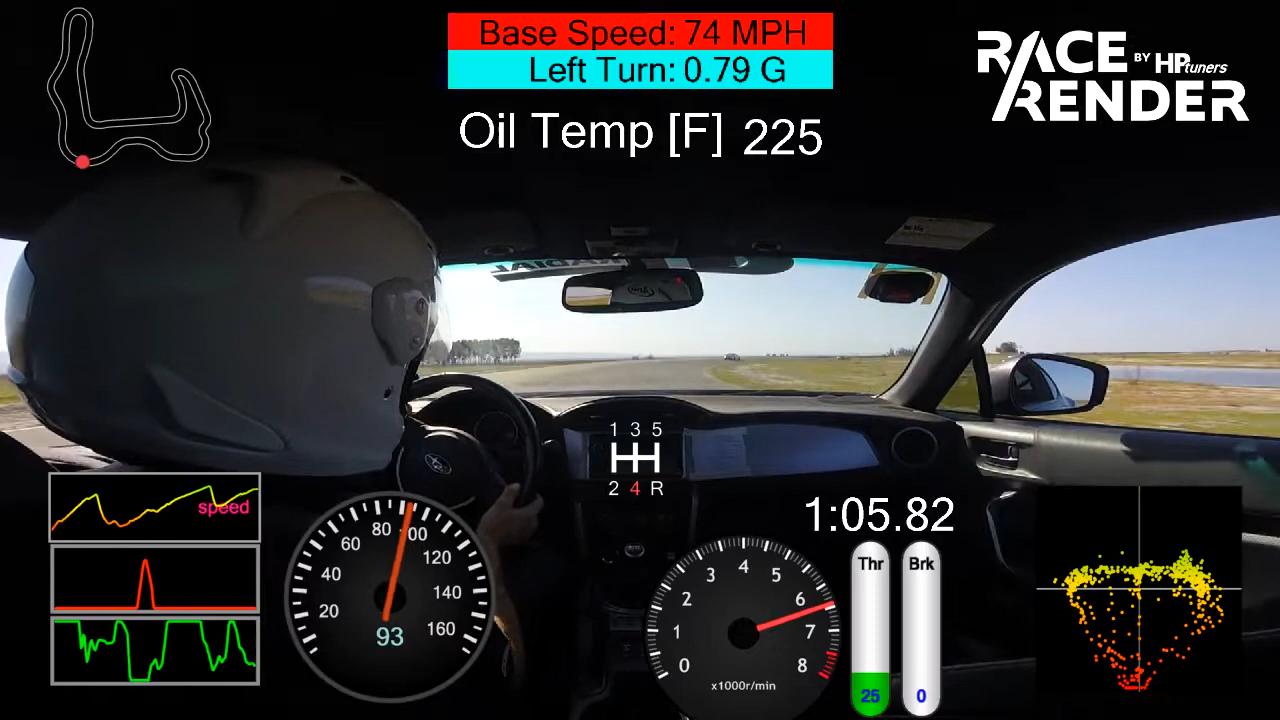 Base Speed: 74 MPH
Left Turn: 0.79 G
Oil Temp [F] 225
RACE BY HPtuners
RENDER
RADIAL
1 3 5
2 4 R
speed
20 40 60 80 100 120 140 160
93
0 1 2 3 4 5 6 7 8
x1000r/min
1:05.82
Thr Brk
25 0